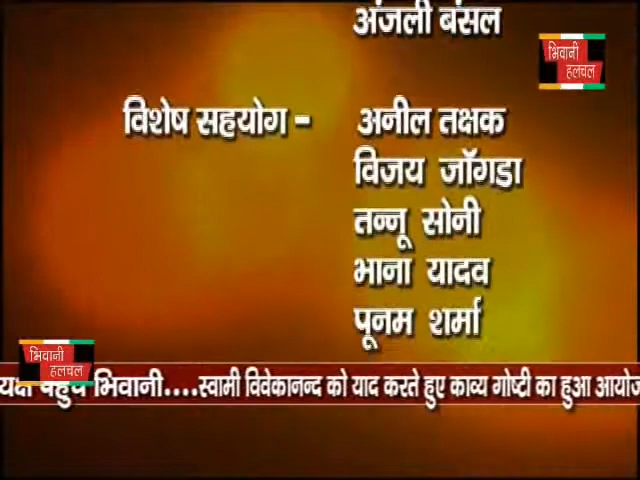 अंजली बंसल
भिवानी
हलचल
विशेष सहयोग - अनील तक्षक
विजय जॉगडा
तन्नू सोनी
भाना यादव
पूनम शर्मा
भिवानी
हलचल
भिवानी....स्वामी विवेकानन्द को याद करते हुए काव्य गोष्टी का हुआ